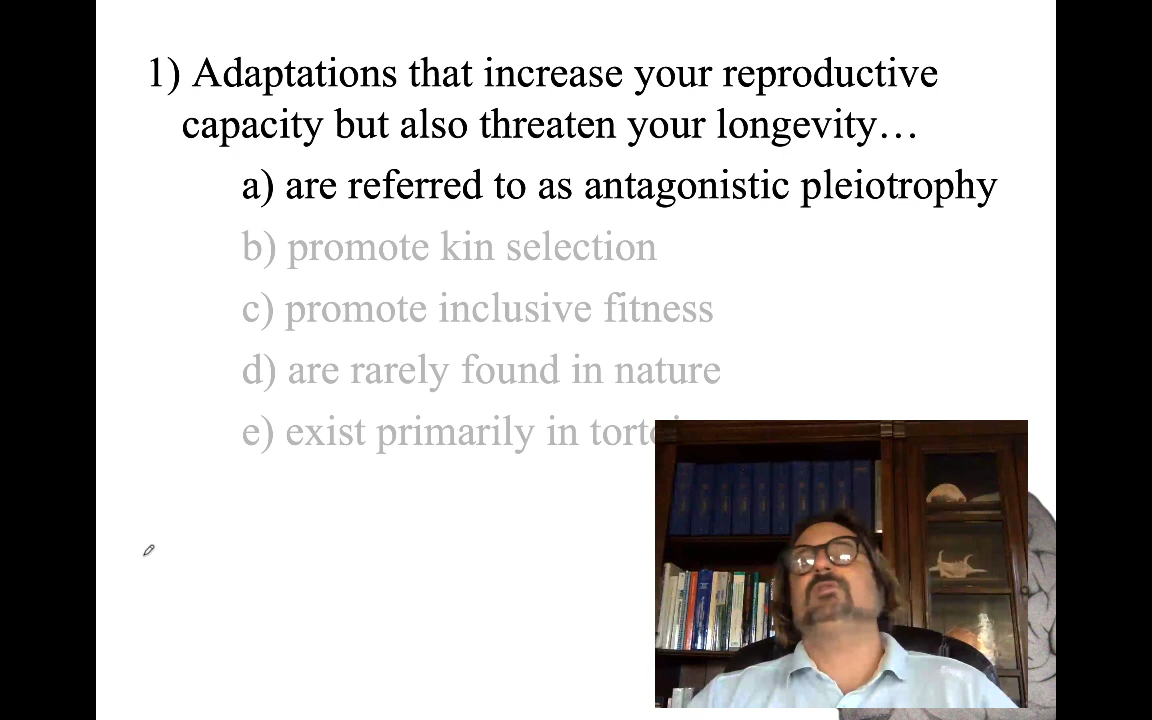 1) Adaptations that increase your reproductive
capacity but also threaten your longevity…
a) are referred to as antagonistic pleiotrophy
b) promote kin selection
c) promote inclusive fitness
d) are rarely found in nature
e) exist primarily in